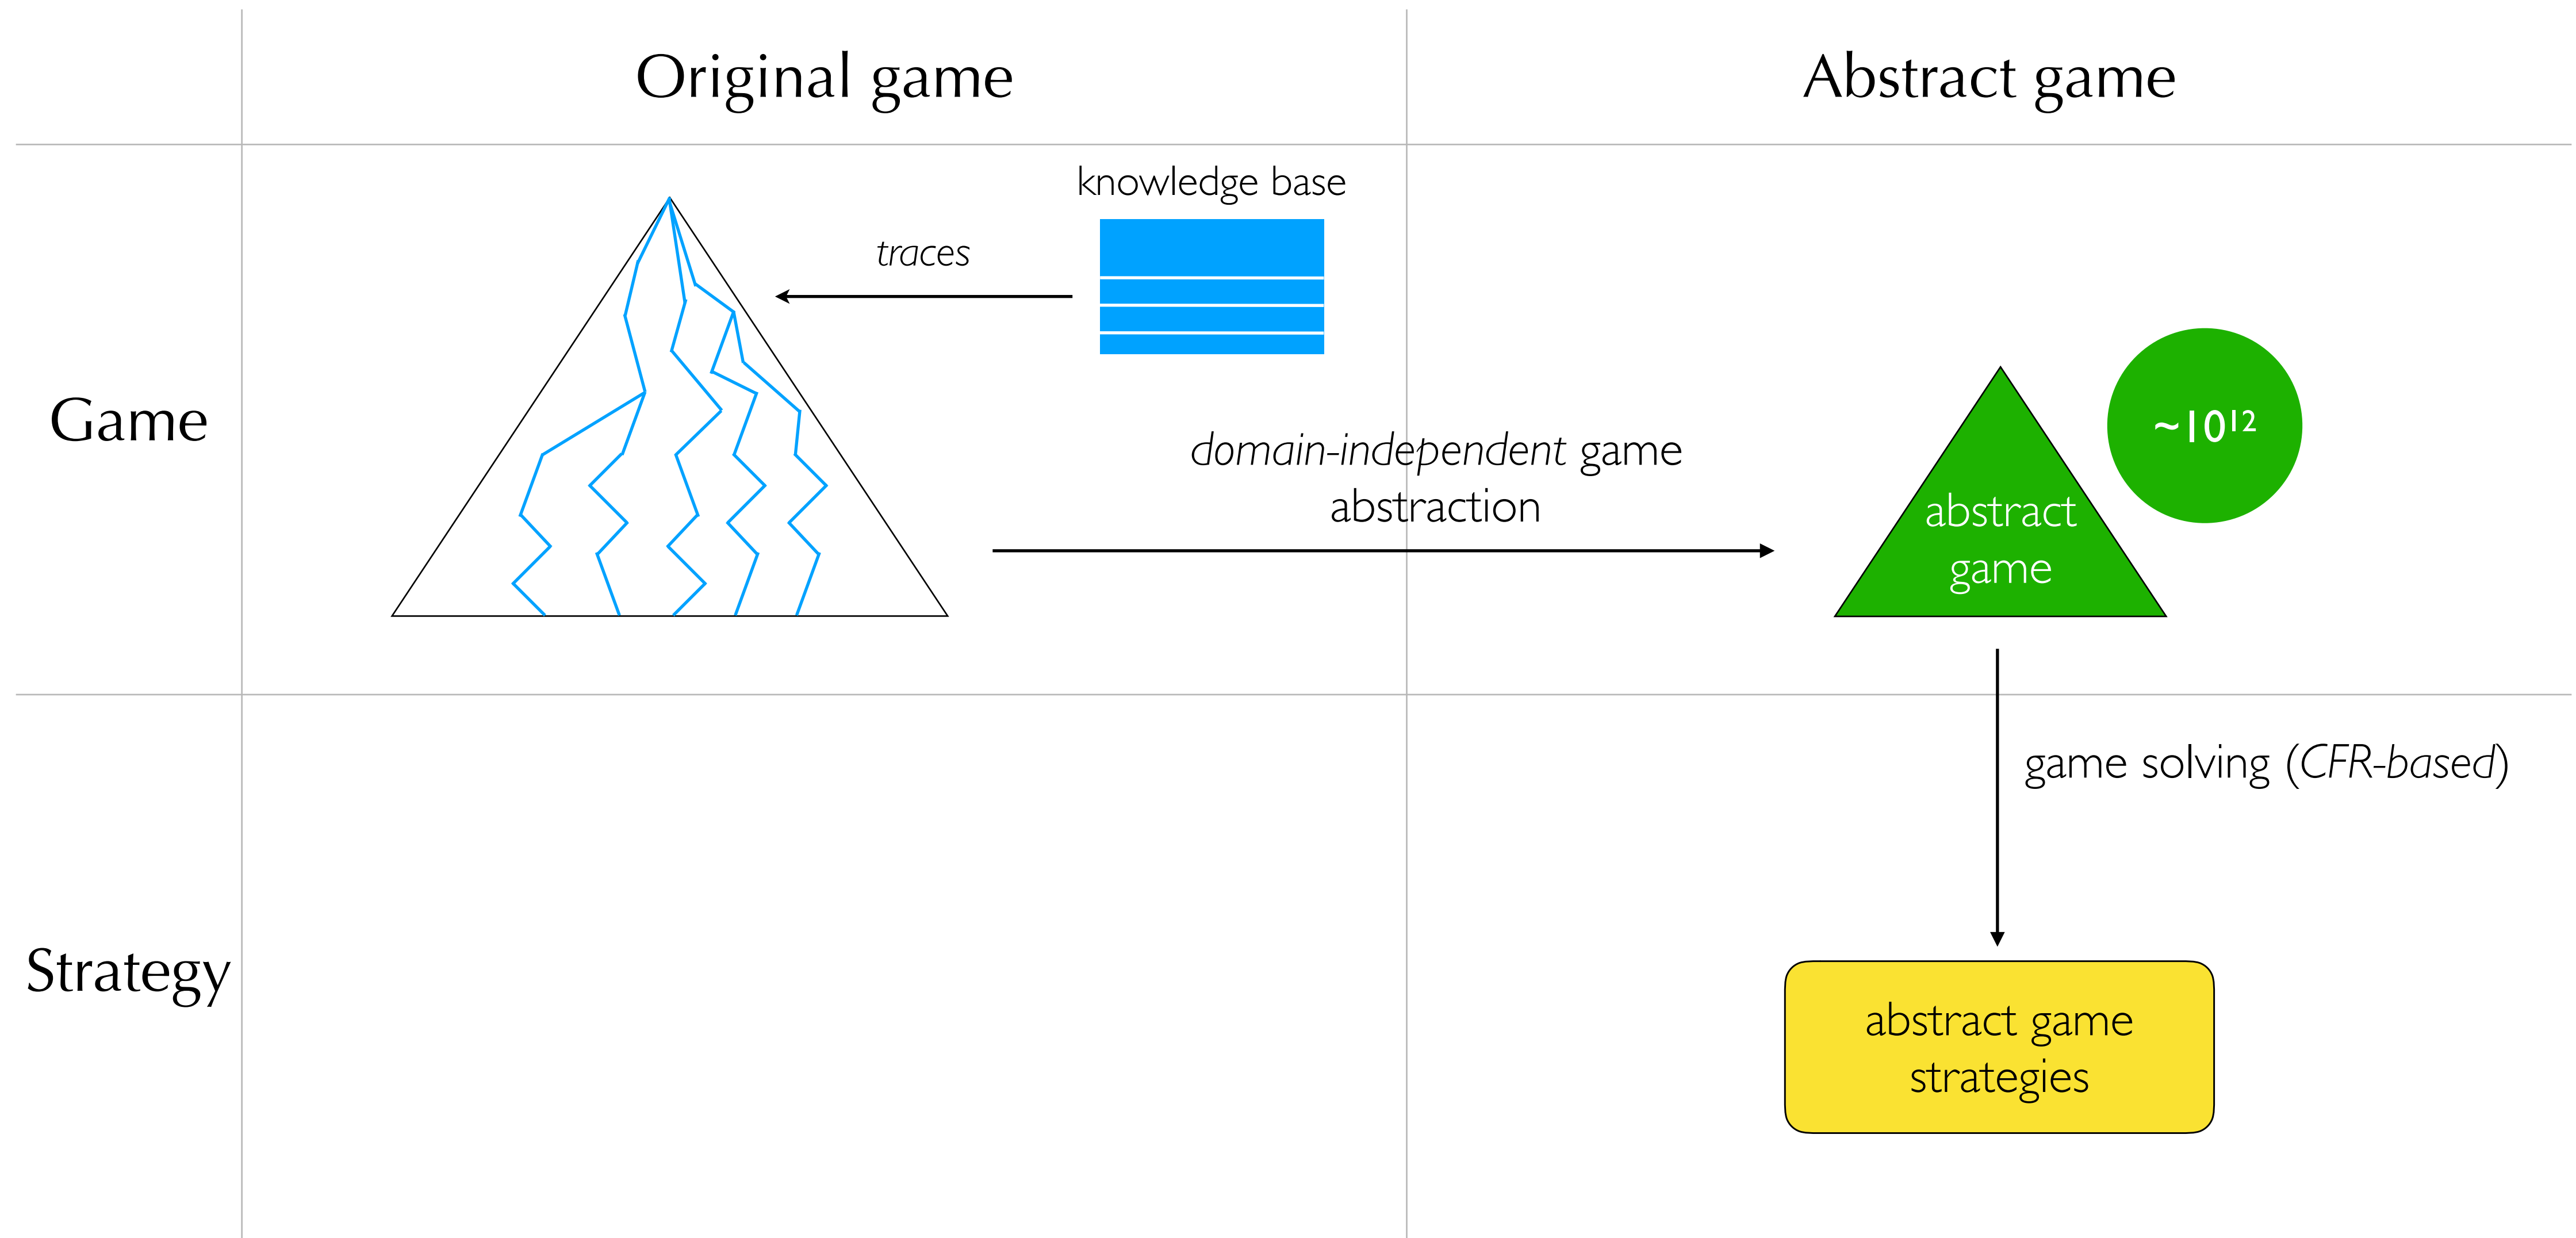 Original game
Abstract game
knowledge base
traces
Game
domain-independent game
abstraction
~10¹²
abstract
game
game solving (CFR-based)
Strategy
abstract game
strategies